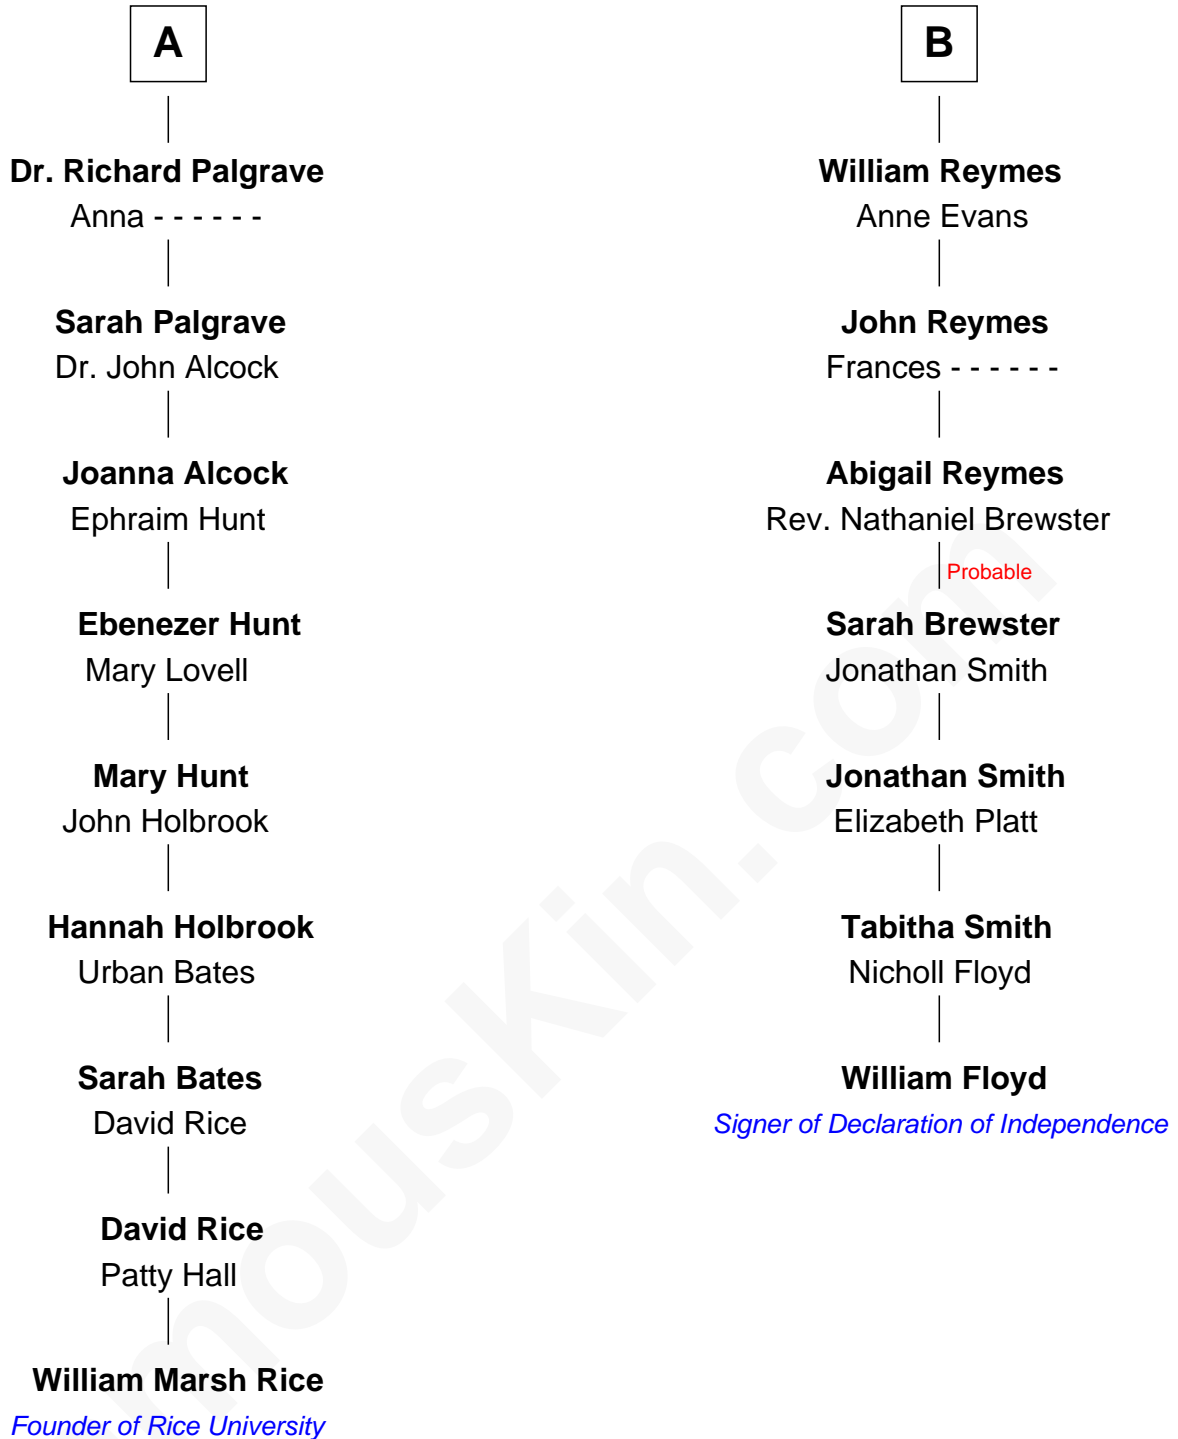 A
Dr. Richard Palgrave
Anna - - - - - -
Sarah Palgrave
Dr. John Alcock
Joanna Alcock
Ephraim Hunt
Ebenezer Hunt
Mary Lovell
Mary Hunt
John Holbrook
Hannah Holbrook
Urban Bates
Sarah Bates
David Rice
David Rice
Patty Hall
William Marsh Rice
Founder of Rice University
B
William Reymes
Anne Evans
John Reymes
Frances - - - - - -
Abigail Reymes
Rev. Nathaniel Brewster
Probable
Sarah Brewster
Jonathan Smith
Jonathan Smith
Elizabeth Platt
Tabitha Smith
Nicholl Floyd
William Floyd
Signer of Declaration of Independence
mousKin.com